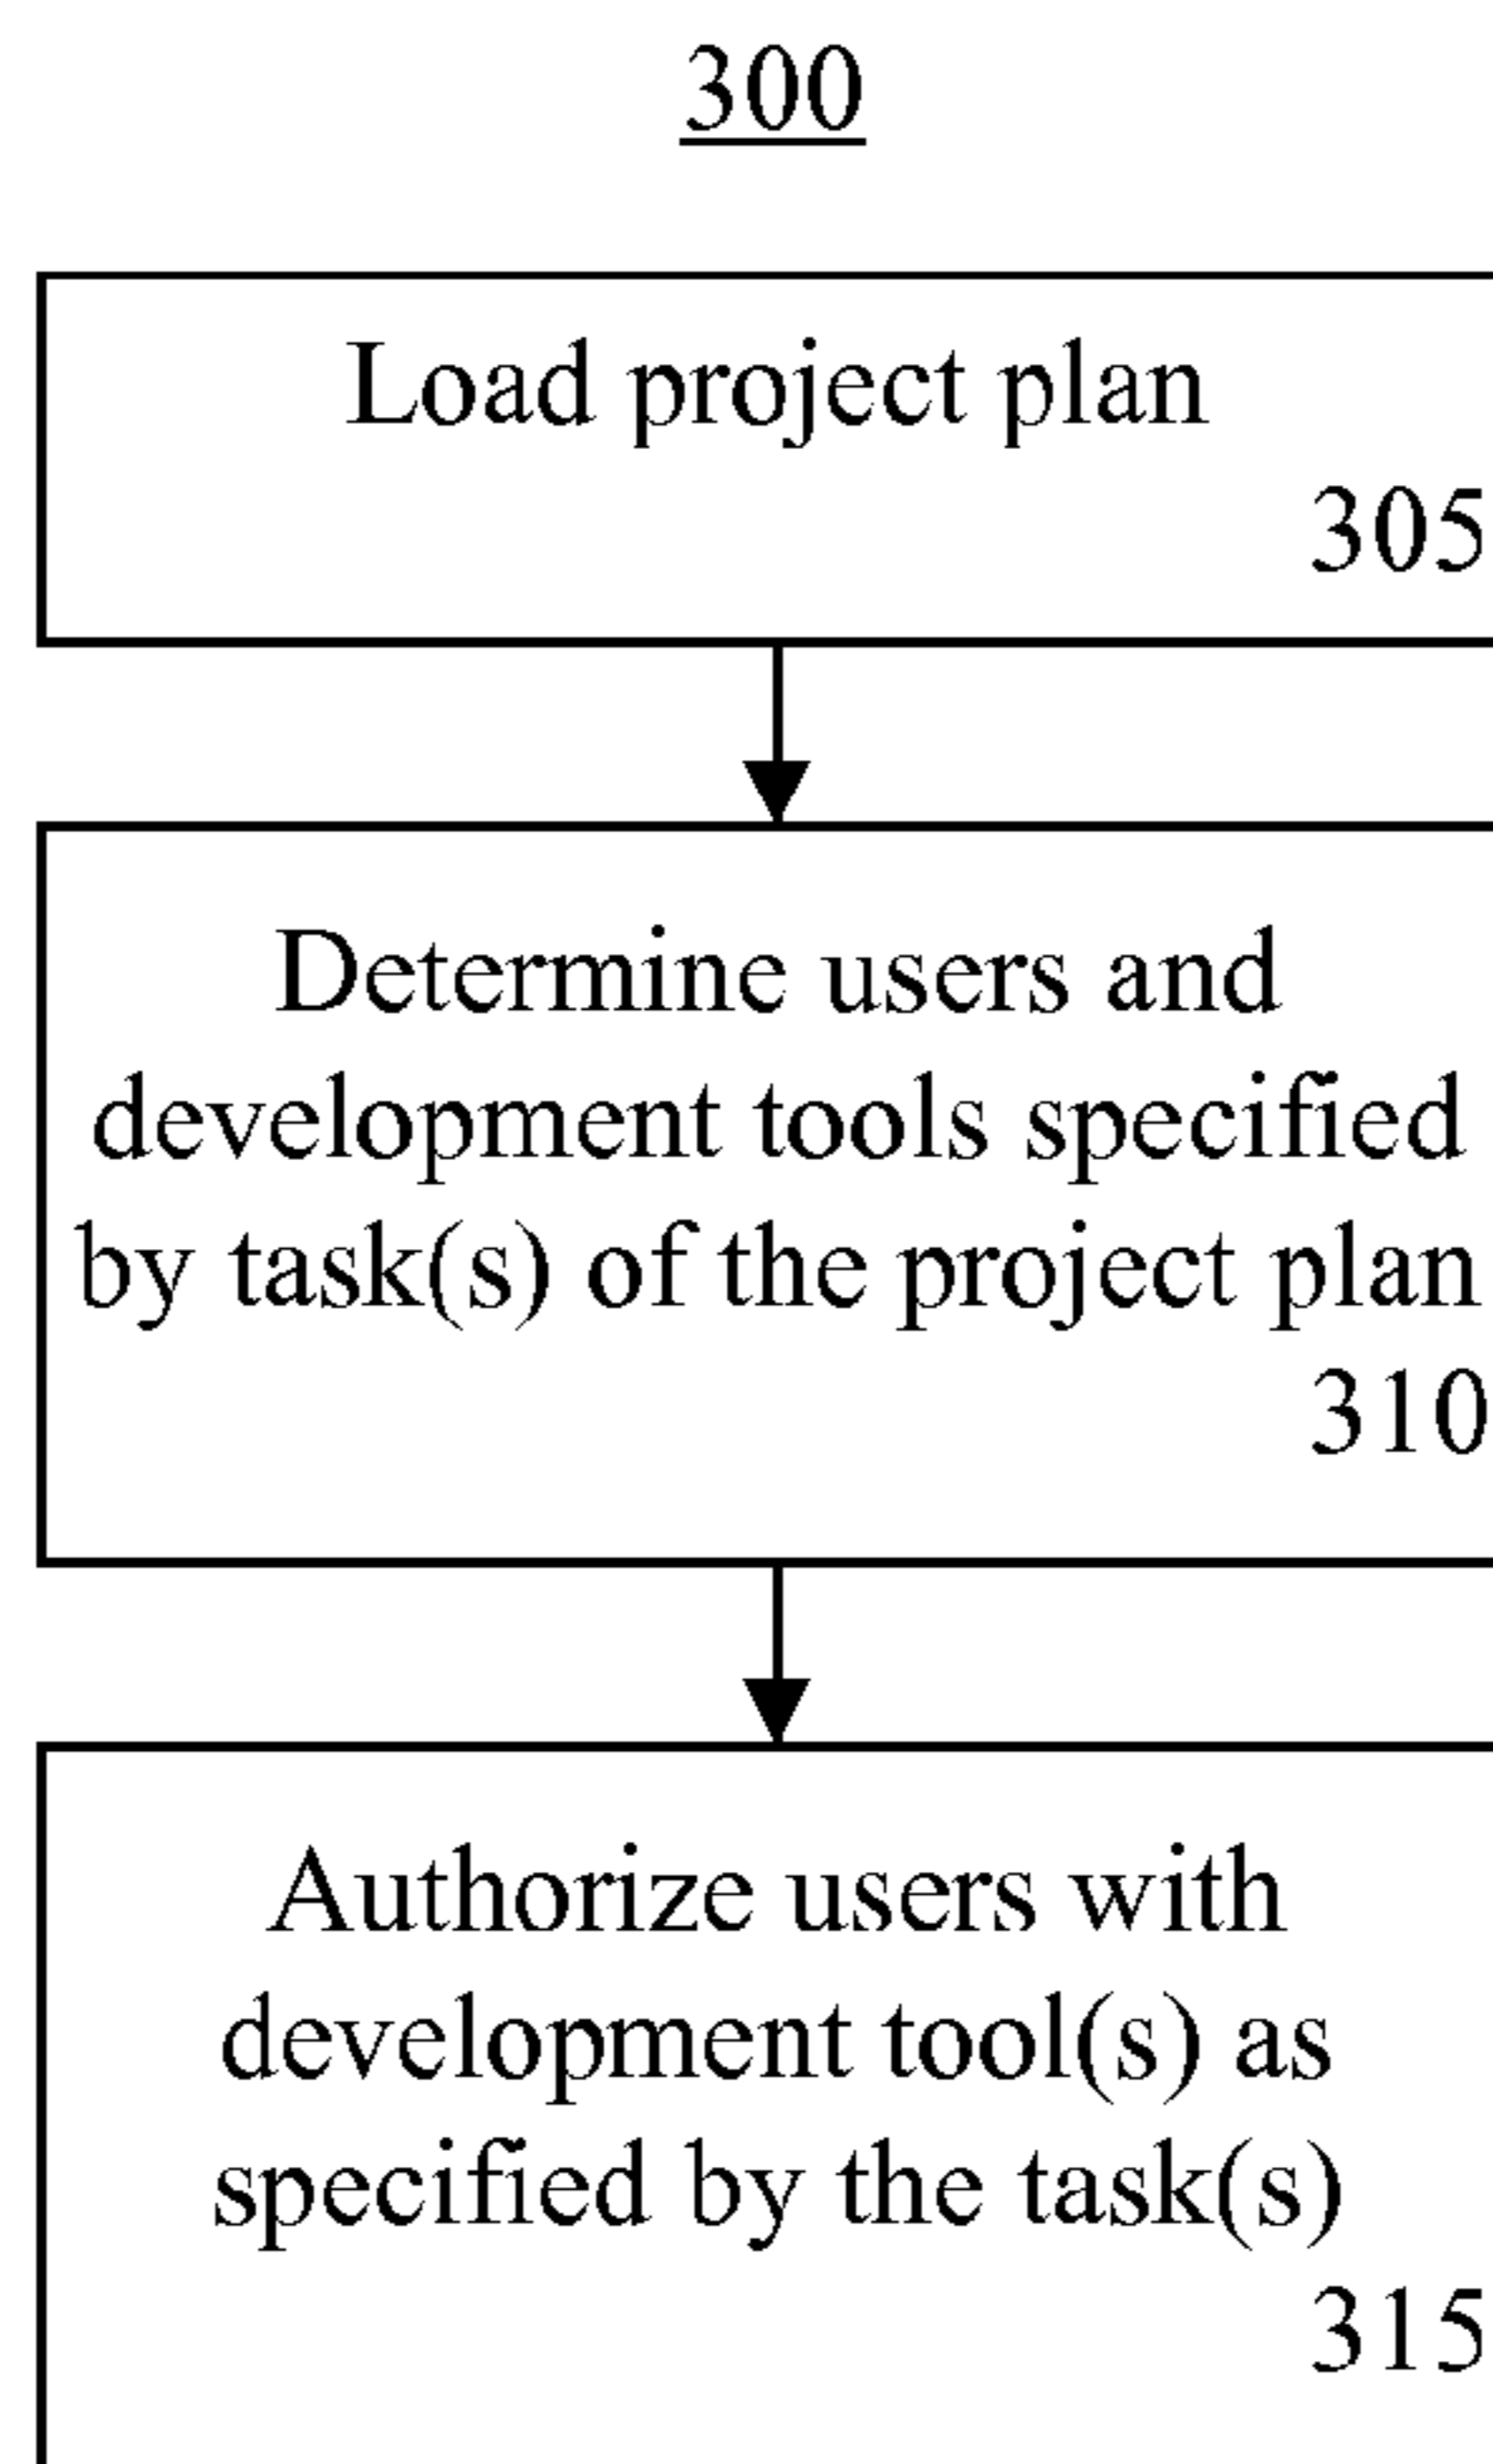 300
Load project plan
305
Determine users and
development tools specified
by task(s) of the project plan
310
Authorize users with
development tool(s) as
specified by the task(s)
315